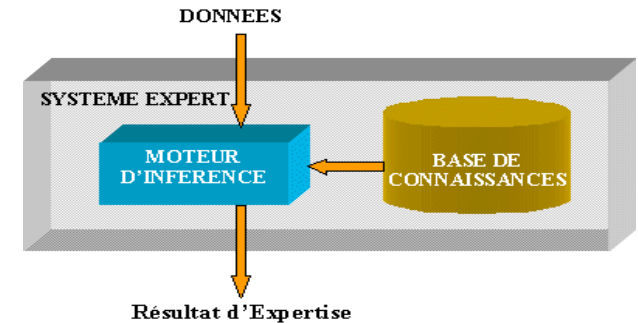 DONNEES
SYSTEME EXPERT
MOTEUR
D'INFERENCE
BASE DE
CONNAISSANCES
Résultat d'Expertise